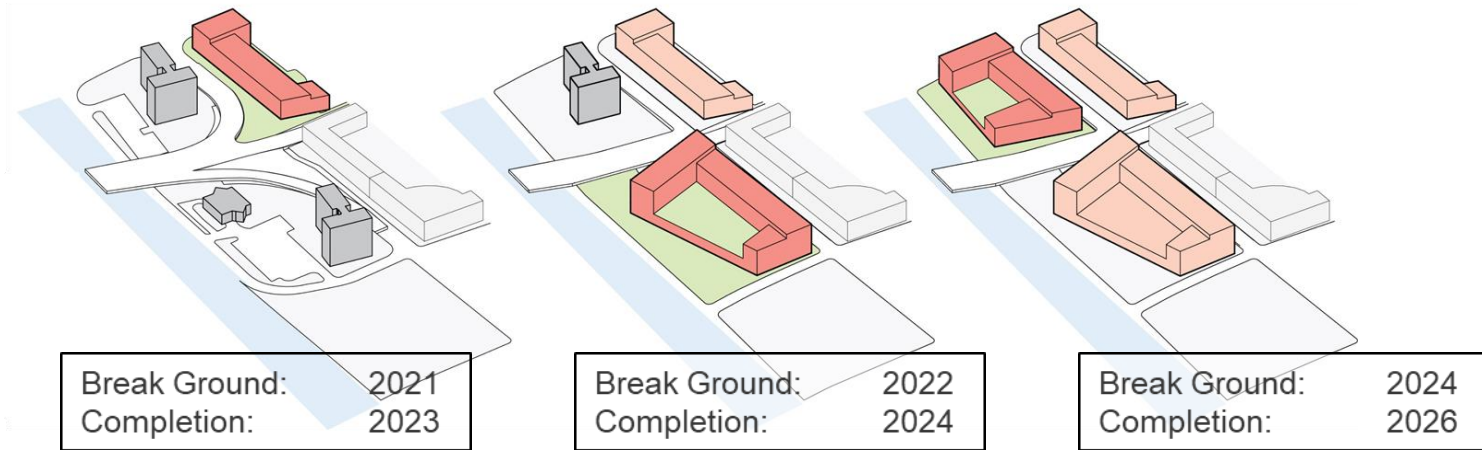 Break Ground: 2021
Completion: 2023
Break Ground: 2022
Completion: 2024
Break Ground: 2024
Completion: 2026